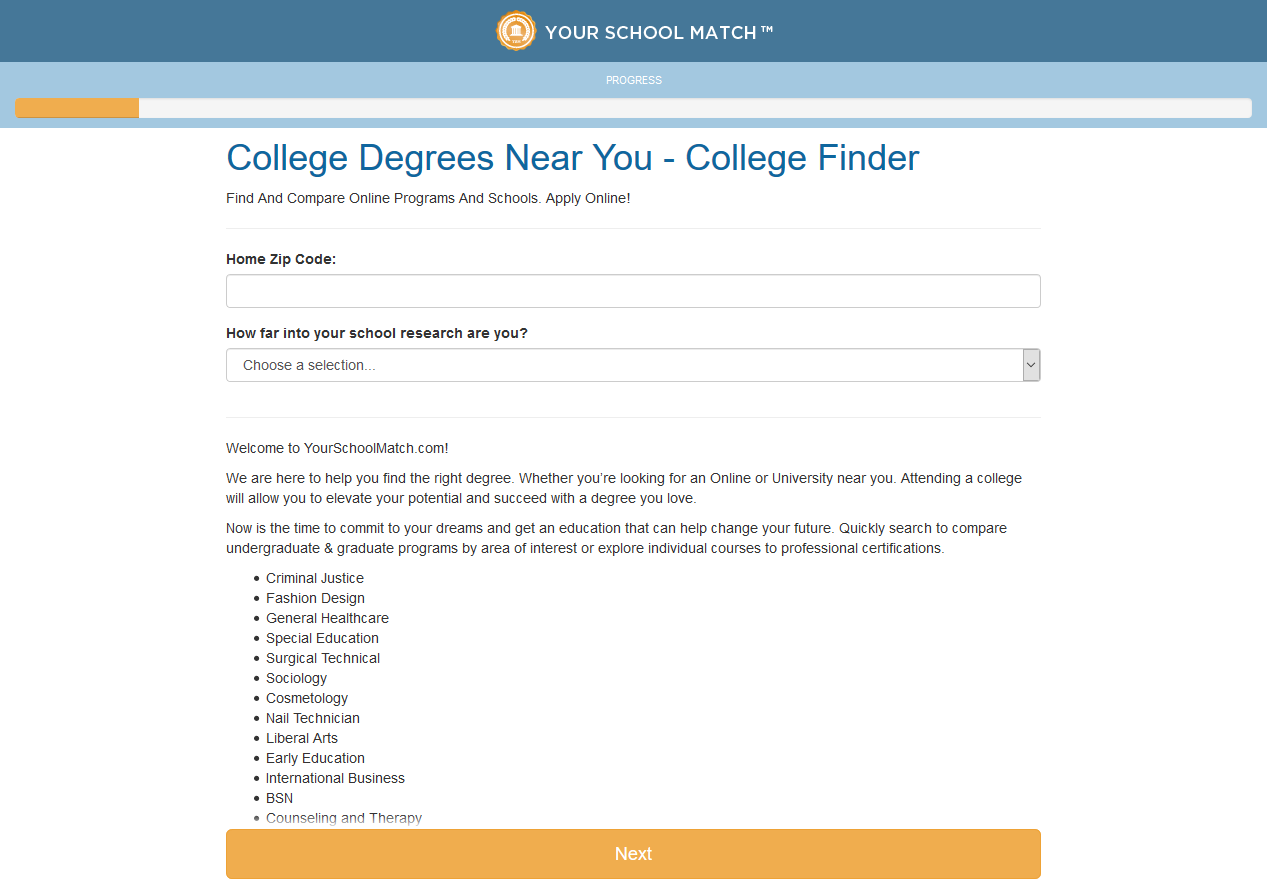 YOUR SCHOOL MATCH™
PROGRESS
College Degrees Near You - College Finder
Find And Compare Online Programs And Schools. Apply Online!
Home Zip Code:
How far into your school research are you?
Choose a selection...
Welcome to YourSchoolMatch.com!
We are here to help you find the right degree. Whether you’re looking for an Online or University near you. Attending a college
will allow you to elevate your potential and succeed with a degree you love.
Now is the time to commit to your dreams and get an education that can help change your future. Quickly search to compare
undergraduate & graduate programs by area of interest or explore individual courses to professional certifications.
• Criminal Justice
• Fashion Design
• General Healthcare
• Special Education
• Surgical Technical
• Sociology
• Cosmetology
• Nail Technician
• Liberal Arts
• Early Education
• International Business
• BSN
• Counseling and Therapy
Next